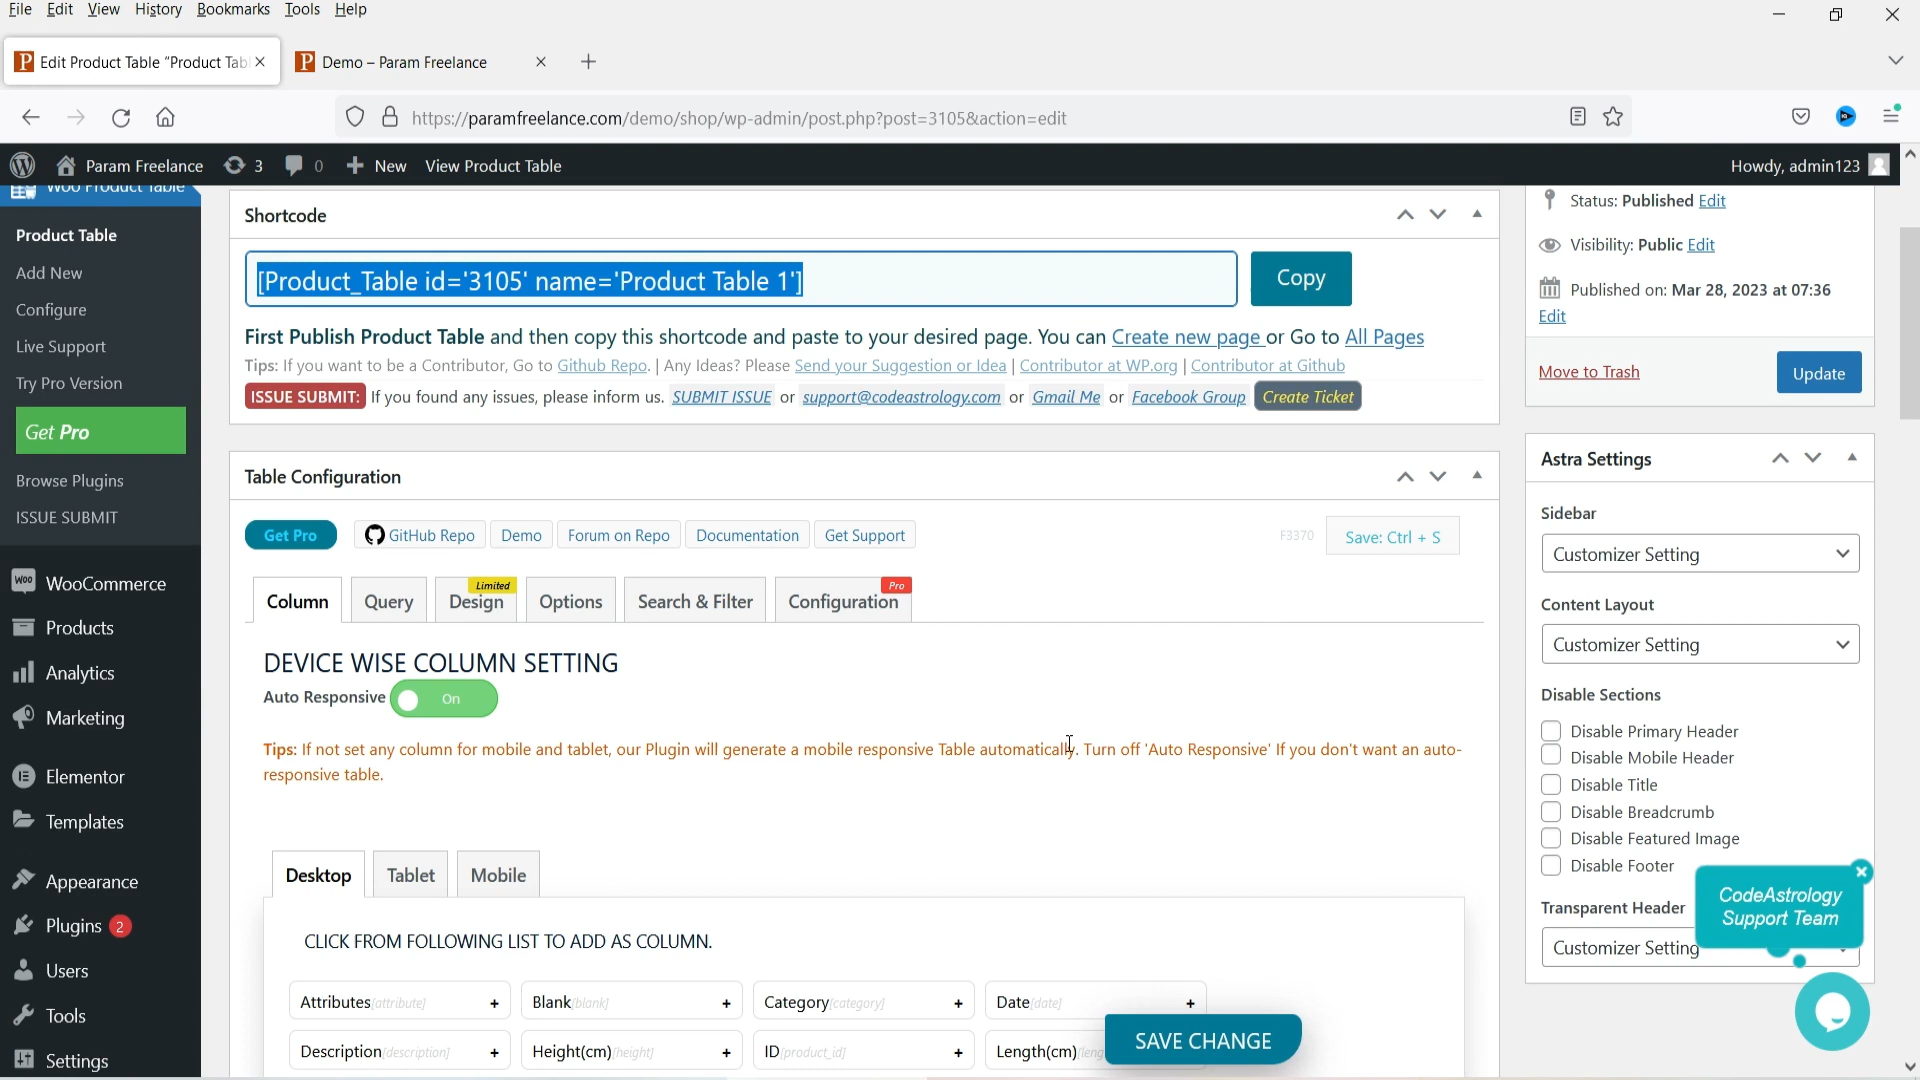 File Edit View History Bookmarks Tools Help
Edit Product Table "Product Tab
Demo – Param Freelance
https://paramfreelance.com/demo/shop/wp-admin/post.php?post=3105&action=edit
Param Freelance 3 0 New View Product Table
Howdy, admin123
Woo Product Table
Product Table
Add New
Configure
Live Support
Try Pro Version
Get Pro
Browse Plugins
ISSUE SUBMIT
WooCommerce
Products
Analytics
Marketing
Elementor
Templates
Appearance
Plugins 2
Users
Tools
Settings
Shortcode
[Product_Table id='3105' name='Product Table 1']
Copy
First Publish Product Table and then copy this shortcode and paste to your desired page. You can Create new page or Go to All Pages
Tips: If you want to be a Contributor, Go to Github Repo. | Any Ideas? Please Send your Suggestion or Idea | Contributor at WP.org | Contributor at Github
ISSUE SUBMIT: If you found any issues, please inform us. SUBMIT ISSUE or support@codeastrology.com or Gmail Me or Facebook Group Create Ticket
Table Configuration
Get Pro GitHub Repo Demo Forum on Repo Documentation Get Support
F3370 Save: Ctrl + S
Limited
Pro
Column Query Design Options Search & Filter Configuration
DEVICE WISE COLUMN SETTING
Auto Responsive On
Tips: If not set any column for mobile and tablet, our Plugin will generate a mobile responsive Table automatically. Turn off 'Auto Responsive' If you don't want an auto-
responsive table.
Desktop Tablet Mobile
CLICK FROM FOLLOWING LIST TO ADD AS COLUMN.
Attributes[attribute] + Blank[blank] + Category[category] + Date[date] +
Description[description] + Height(cm)[height] + ID[product_id] + Length(cm)
SAVE CHANGE
Status: Published Edit
Visibility: Public Edit
Published on: Mar 28, 2023 at 07:36
Edit
Move to Trash
Update
Astra Settings
Sidebar
Customizer Setting
Content Layout
Customizer Setting
Disable Sections
Disable Primary Header
Disable Mobile Header
Disable Title
Disable Breadcrumb
Disable Featured Image
Disable Footer
Transparent Header
Customizer Setting
CodeAstrology
Support Team